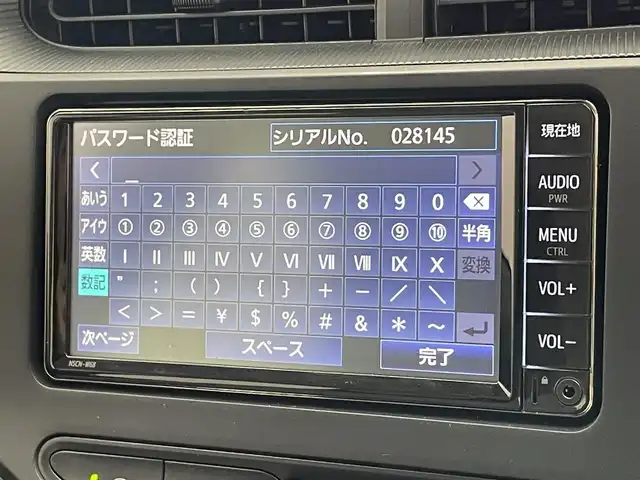 パスワード認証 シリアルNo. 028145
< _ >
あいう 1 2 3 4 5 6 7 8 9 0
アイウ ① ② ③ ④ ⑤ ⑥ ⑦ ⑧ ⑨ ⑩ 半角
英数 Ⅰ Ⅱ Ⅲ Ⅳ Ⅴ Ⅵ Ⅶ Ⅷ Ⅸ Ⅹ 変換
数記 " ; ( ) { } + − / \
< > = ¥ $ % # & * ~
次ページ スペース 完了
NSCN-W68
現在地
AUDIO
PWR
MENU
CTRL
VOL+
VOL−